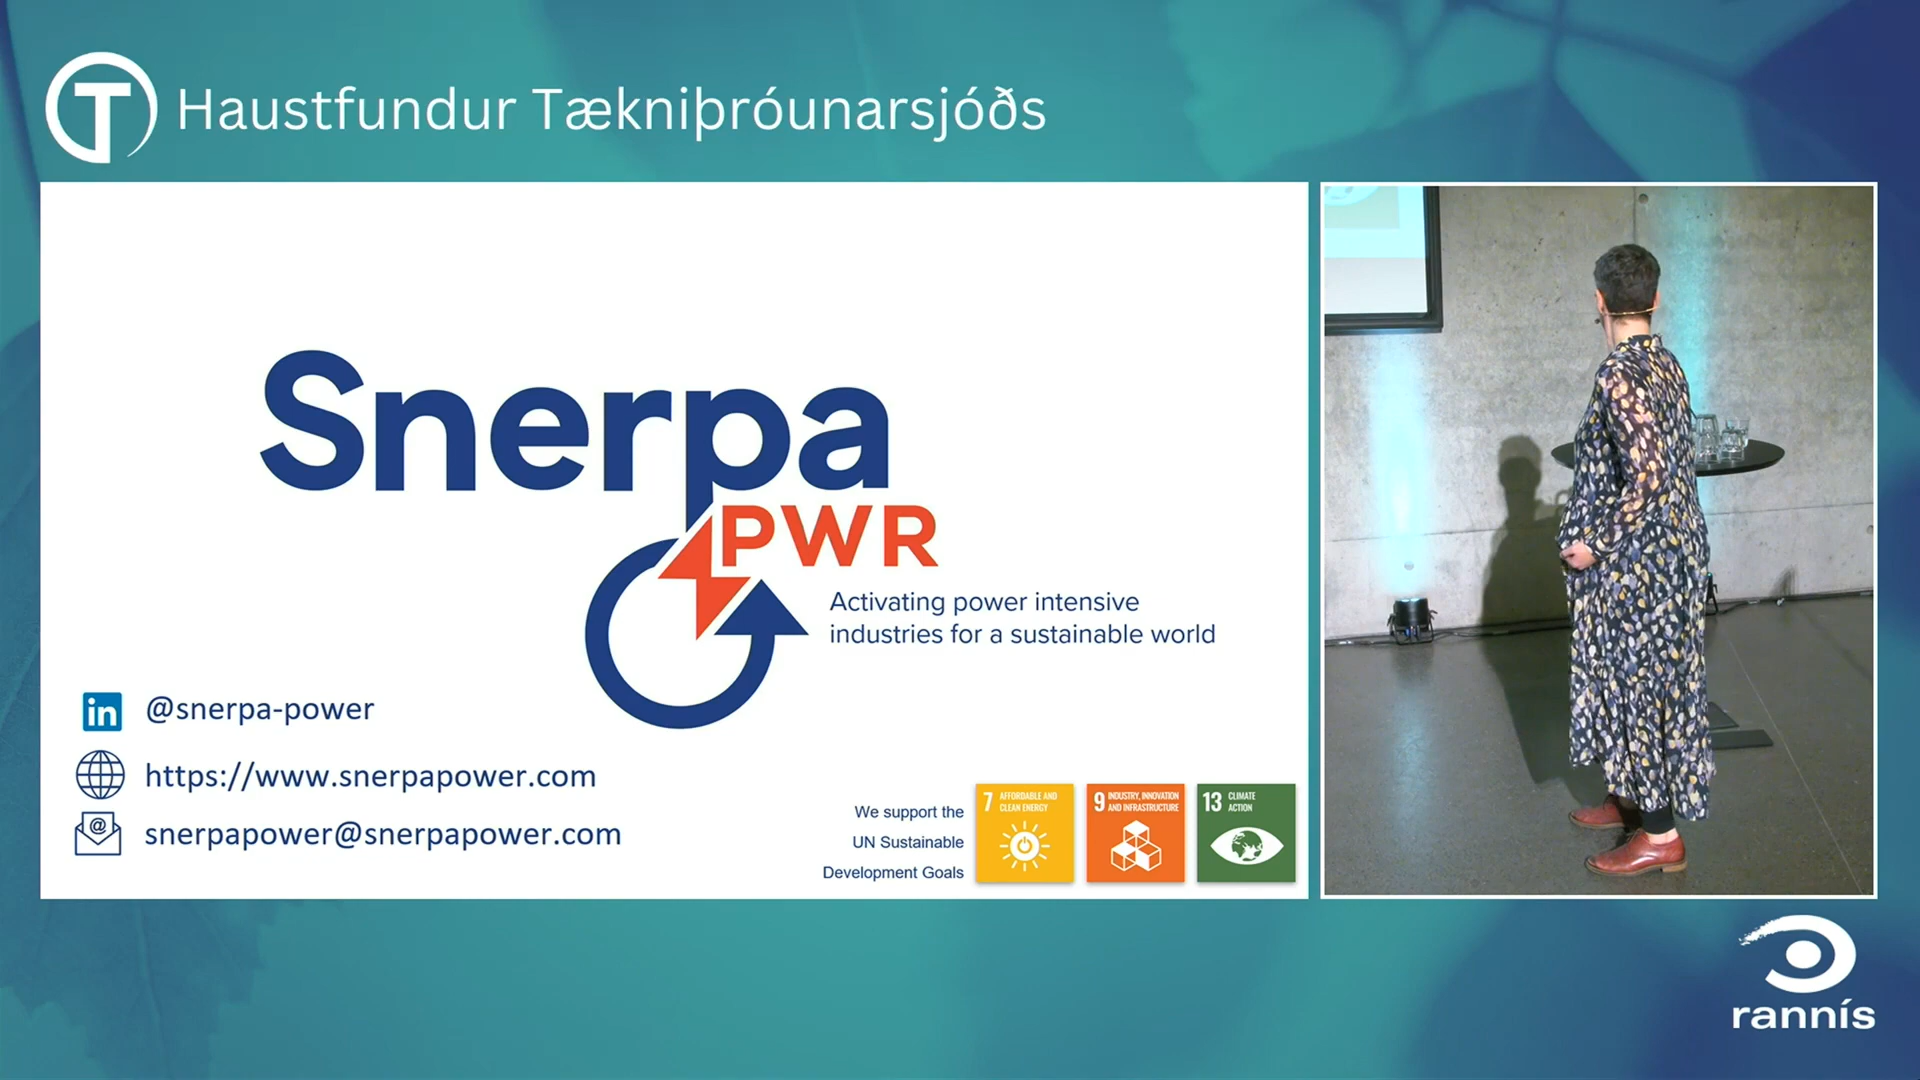 Haustfundur Tækniþróunarsjóðs
Snerpa
PWR
Activating power intensive
industries for a sustainable world
in @snerpa-power
https://www.snerpapower.com
@ snerpapower@snerpapower.com
We support the
UN Sustainable
Development Goals
7 AFFORDABLE AND
CLEAN ENERGY
9 INDUSTRY, INNOVATION
AND INFRASTRUCTURE
13 CLIMATE
ACTION
rannís